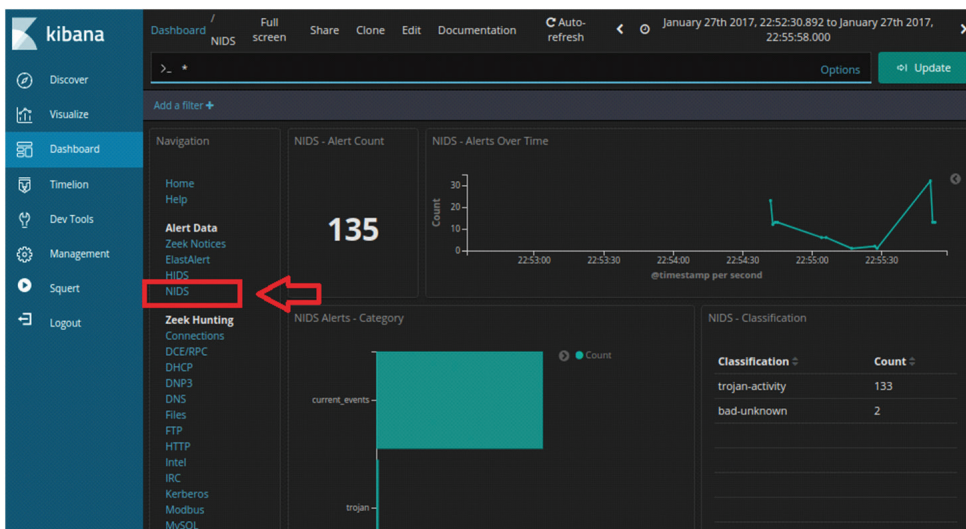 kibana
Discover
Visualize
Dashboard
Timelion
Dev Tools
Management
Squert
Logout
Dashboard / NIDS
Full screen
Share
Clone
Edit
Documentation
Auto-refresh
January 27th 2017, 22:52:30.892 to January 27th 2017,
22:55:58.000
>_ *
Options
Update
Add a filter +
Navigation
Home
Help
Alert Data
Zeek Notices
ElastAlert
HIDS
NIDS
Zeek Hunting
Connections
DCE/RPC
DHCP
DNP3
DNS
Files
FTP
HTTP
Intel
IRC
Kerberos
Modbus
MySQL
NIDS - Alert Count
135
NIDS - Alerts Over Time
Count
30
20
10
0
22:53:00 22:53:30 22:54:00 22:54:30 22:55:00 22:55:30
@timestamp per second
NIDS Alerts - Category
Count
current_events
trojan
NIDS - Classification
Classification Count
trojan-activity 133
bad-unknown 2